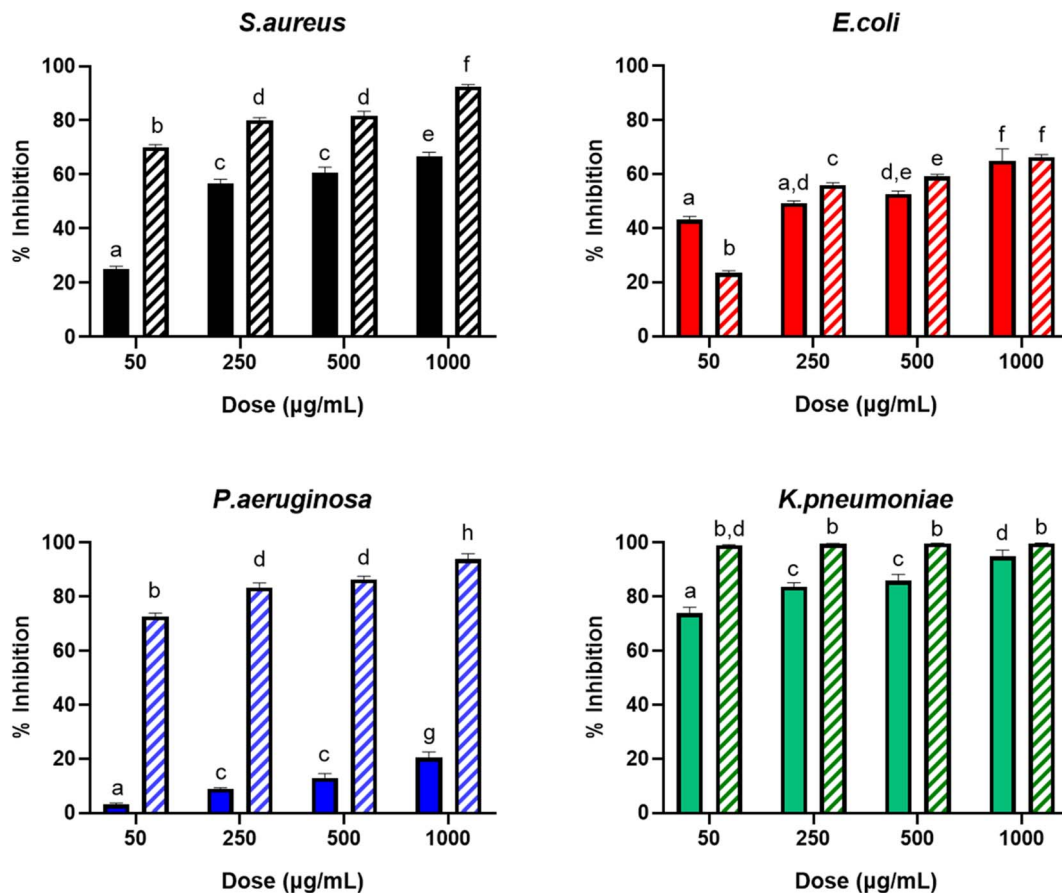 S.aureus
% Inhibition
100
80
60
40
20
0
a
b
c
d
c
d
e
f
50
250
500
1000
Dose (µg/mL)
E.coli
% Inhibition
100
80
60
40
20
0
a
b
a,d
c
d,e
e
f
f
50
250
500
1000
Dose (µg/mL)
P.aeruginosa
% Inhibition
100
80
60
40
20
0
a
b
c
d
c
d
g
h
50
250
500
1000
Dose (µg/mL)
K.pneumoniae
% Inhibition
100
80
60
40
20
0
a
b,d
c
b
c
b
d
b
50
250
500
1000
Dose (µg/mL)